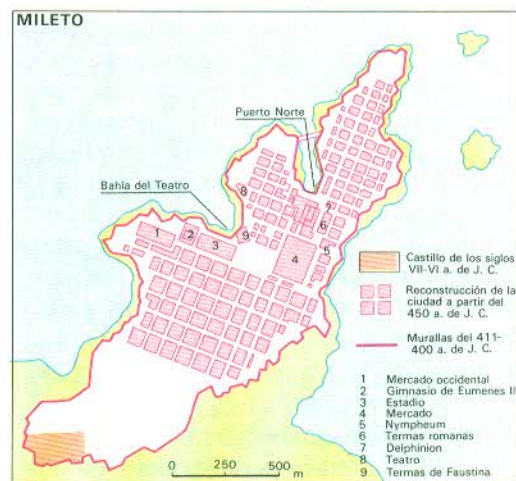 MILETO
Puerto Norte
Bahía del Teatro
8
7
6
9
1
2
3
5
4
Castillo de los siglos
VII-VI a. de J. C.
Reconstrucción de la
ciudad a partir del
450 a. de J. C.
Murallas del 411-
400 a. de J. C.
1 Mercado occidental
2 Gimnasio de Eumenes II
3 Estadio
4 Mercado
5 Nympheum
6 Termas romanas
7 Delphinion
8 Teatro
9 Termas de Faustina
0 250 500
m